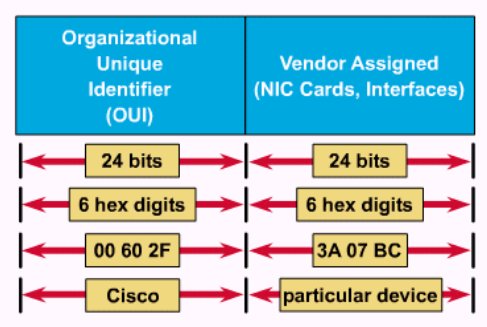 Organizational
Unique
Identifier
(OUI)
Vendor Assigned
(NIC Cards, Interfaces)
24 bits
24 bits
6 hex digits
6 hex digits
00 60 2F
3A 07 BC
Cisco
particular device